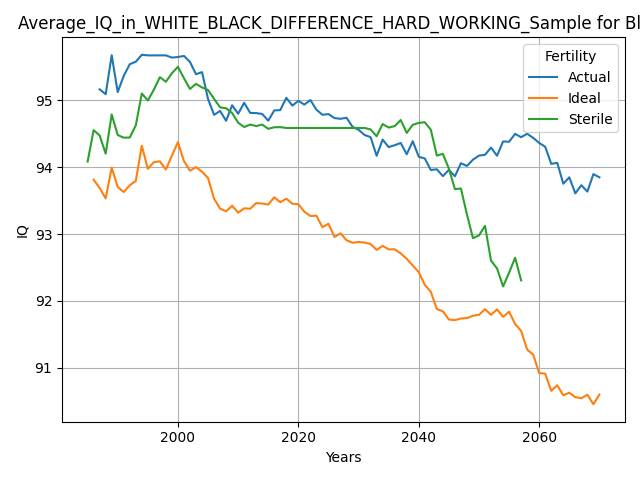 Average_IQ_in_WHITE_BLACK_DIFFERENCE_HARD_WORKING_Sample for Bl
Fertility
Actual
Ideal
Sterile
95
94
93
92
91
IQ
2000 2020 2040 2060
Years